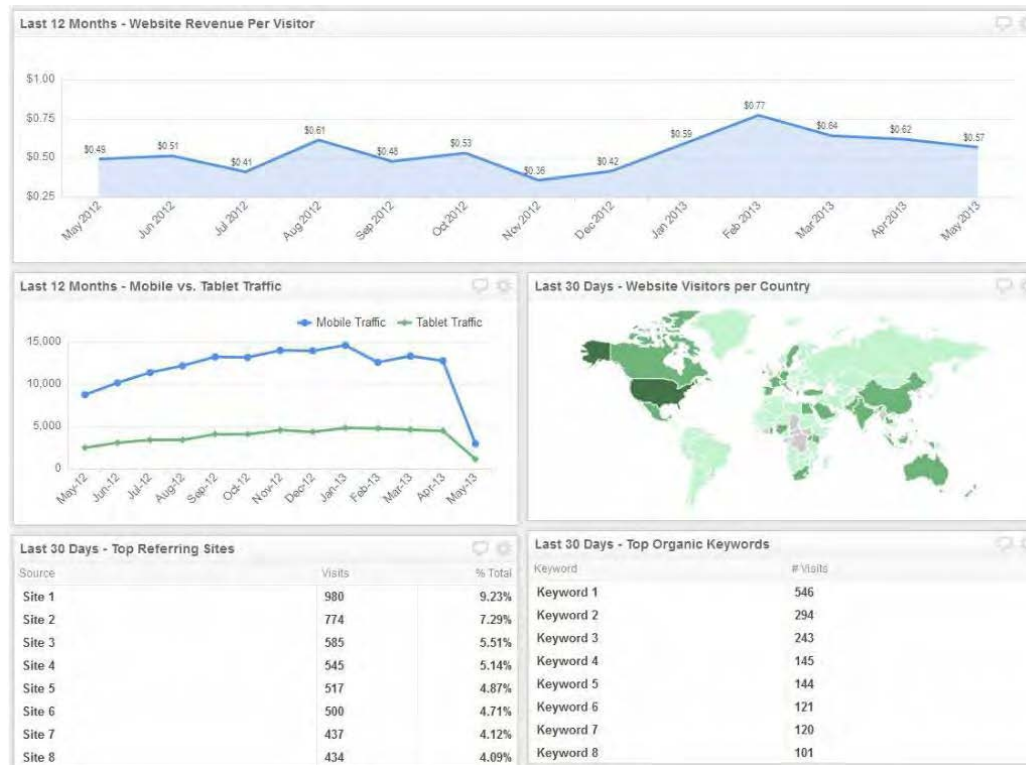 Last 12 Months - Website Revenue Per Visitor
$1.00
$0.75
$0.50
$0.25
$0.49
$0.51
$0.41
$0.61
$0.48
$0.53
$0.36
$0.42
$0.59
$0.77
$0.64
$0.62
$0.57
May 2012
Jun 2012
Jul 2012
Aug 2012
Sep 2012
Oct 2012
Nov 2012
Dec 2012
Jan 2013
Feb 2013
Mar 2013
Apr 2013
May 2013
Last 12 Months - Mobile vs. Tablet Traffic
Mobile Traffic
Tablet Traffic
15,000
10,000
5,000
0
May-12
Jun-12
Jul-12
Aug-12
Sep-12
Oct-12
Nov-12
Dec-12
Jan-13
Feb-13
Mar-13
Apr-13
May-13
Last 30 Days - Website Visitors per Country
Last 30 Days - Top Referring Sites
Source Visits % Total
Site 1 980 9.23%
Site 2 774 7.29%
Site 3 585 5.51%
Site 4 545 5.14%
Site 5 517 4.87%
Site 6 500 4.71%
Site 7 437 4.12%
Site 8 434 4.09%
Last 30 Days - Top Organic Keywords
Keyword # Visits
Keyword 1 546
Keyword 2 294
Keyword 3 243
Keyword 4 145
Keyword 5 144
Keyword 6 121
Keyword 7 120
Keyword 8 101